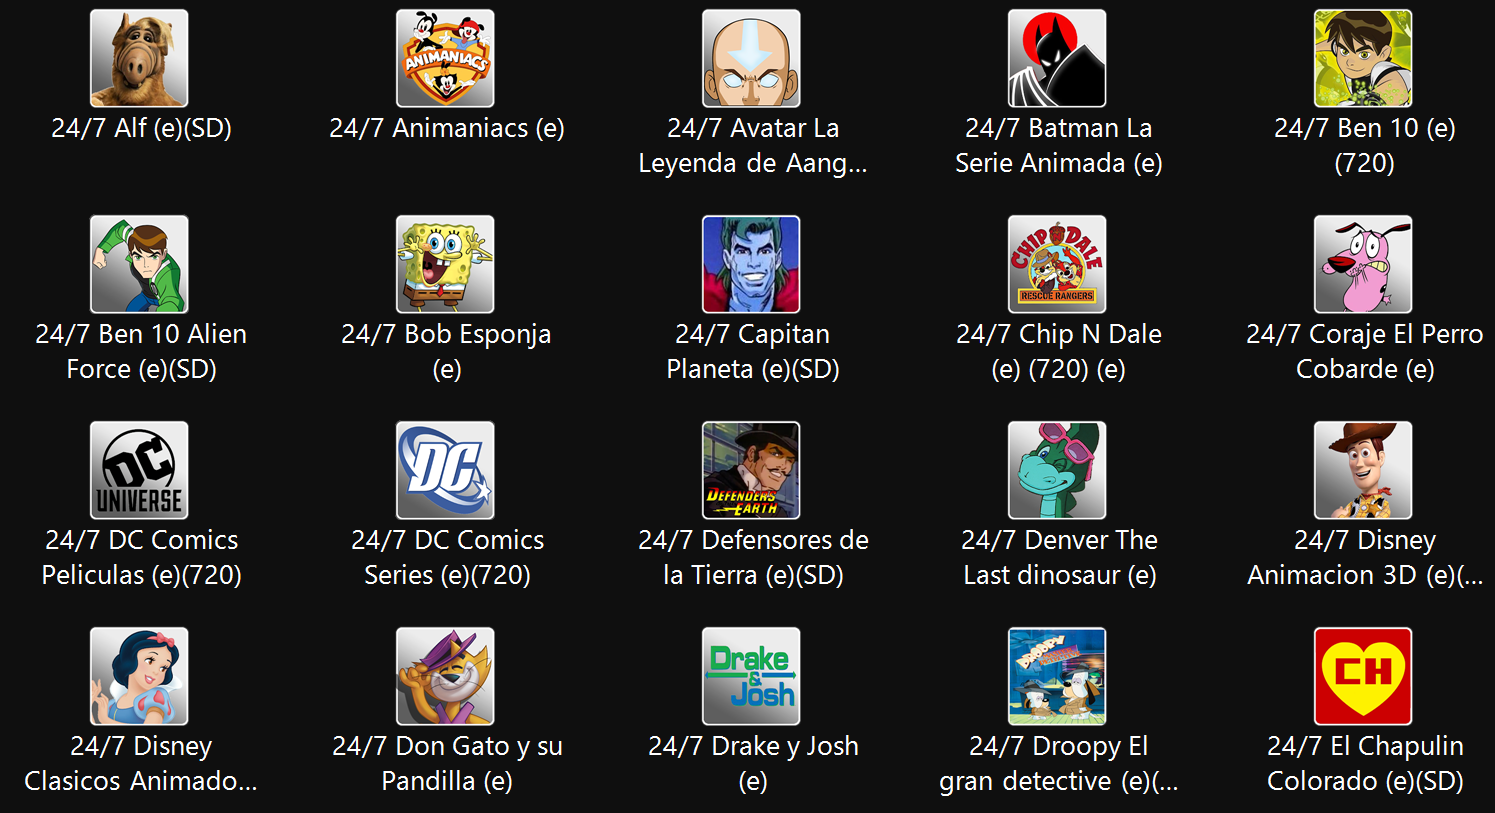 ANIMANIACS
24/7 Alf (e)(SD)
24/7 Animaniacs (e)
24/7 Avatar La
Leyenda de Aang...
24/7 Batman La
Serie Animada (e)
24/7 Ben 10 (e)
(720)
CHIP N DALE
RESCUE RANGERS
24/7 Ben 10 Alien
Force (e)(SD)
24/7 Bob Esponja
(e)
24/7 Capitan
Planeta (e)(SD)
24/7 Chip N Dale
(e) (720) (e)
24/7 Coraje El Perro
Cobarde (e)
DC
UNIVERSE
DC
DEFENDERS
EARTH
24/7 DC Comics
Peliculas (e)(720)
24/7 DC Comics
Series (e)(720)
24/7 Defensores de
la Tierra (e)(SD)
24/7 Denver The
Last dinosaur (e)
24/7 Disney
Animacion 3D (e)(...
Drake
&
Josh
DROOPY
CH
24/7 Disney
Clasicos Animado...
24/7 Don Gato y su
Pandilla (e)
24/7 Drake y Josh
(e)
24/7 Droopy El
gran detective (e)(...
24/7 El Chapulin
Colorado (e)(SD)